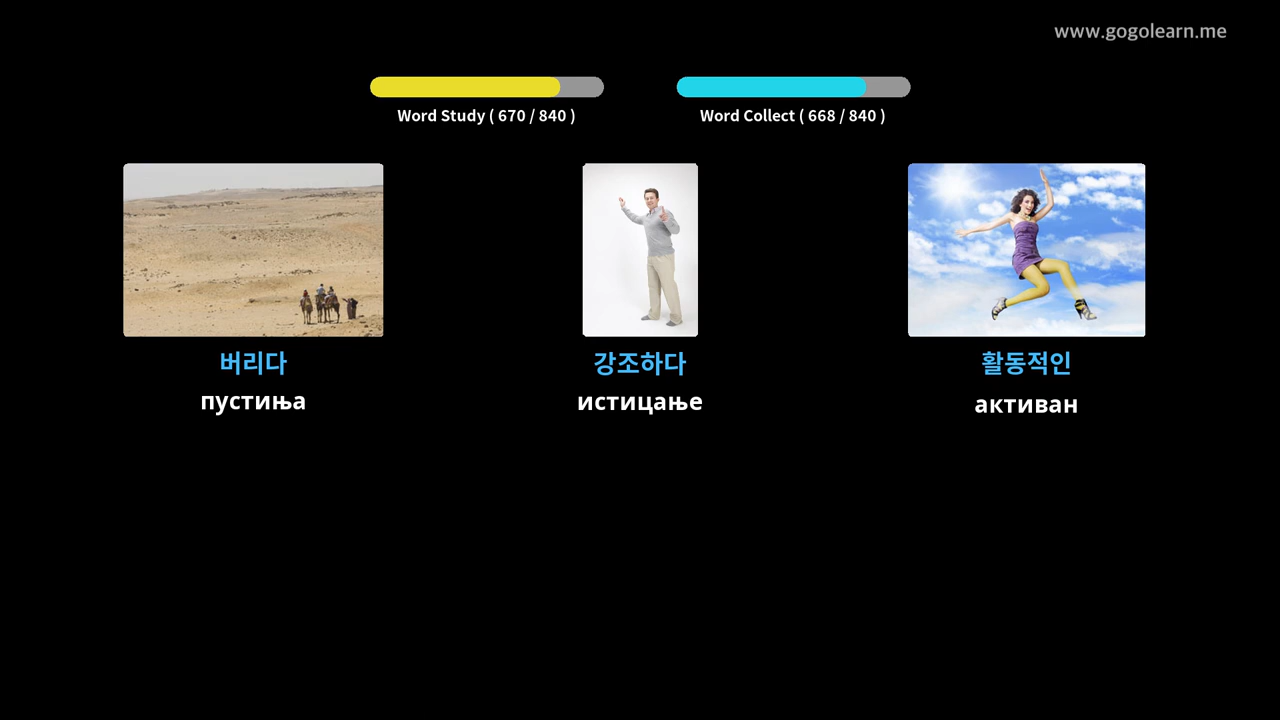 www.gogolearn.me
Word Study ( 670 / 840 )
Word Collect ( 668 / 840 )
버리다
강조하다
활동적인
пустиња
истицање
активан